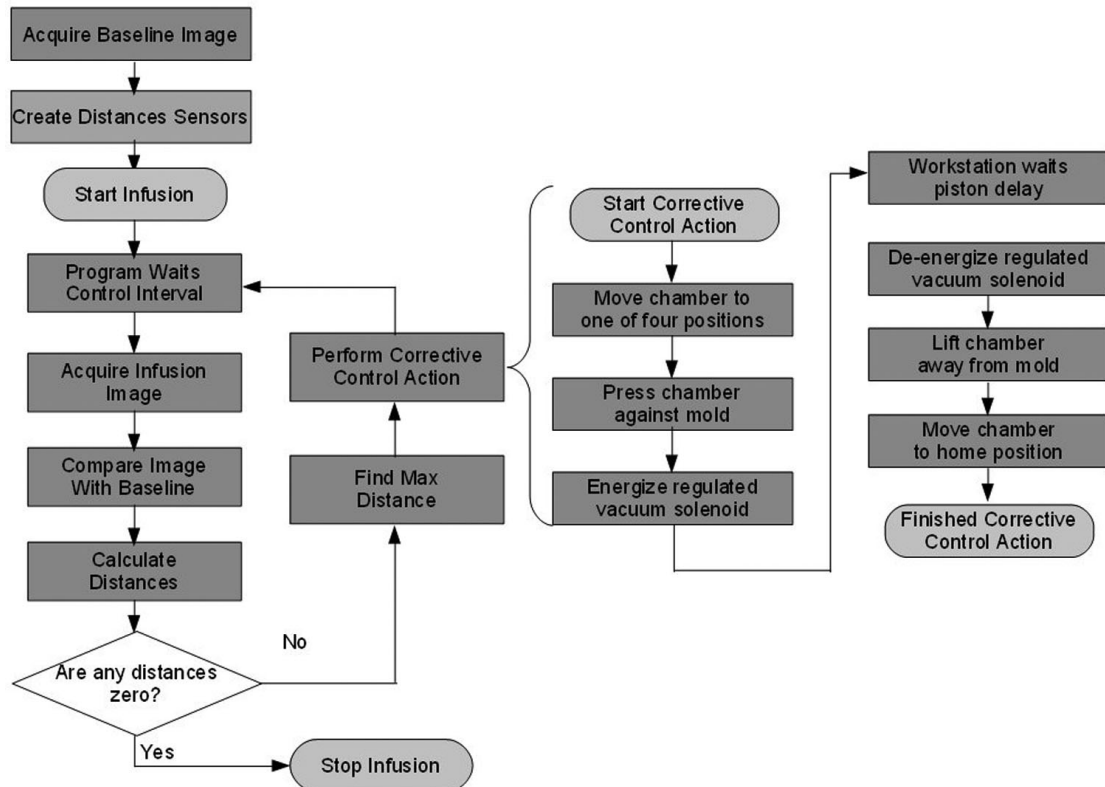 Acquire Baseline Image
Create Distances Sensors
Start Infusion
Program Waits
Control Interval
Acquire Infusion
Image
Compare Image
With Baseline
Calculate
Distances
Are any distances
zero?
No
Yes
Stop Infusion
Find Max
Distance
Perform Corrective
Control Action
Start Corrective
Control Action
Move chamber to
one of four positions
Press chamber
against mold
Energize regulated
vacuum solenoid
Workstation waits
piston delay
De-energize regulated
vacuum solenoid
Lift chamber
away from mold
Move chamber
to home position
Finished Corrective
Control Action